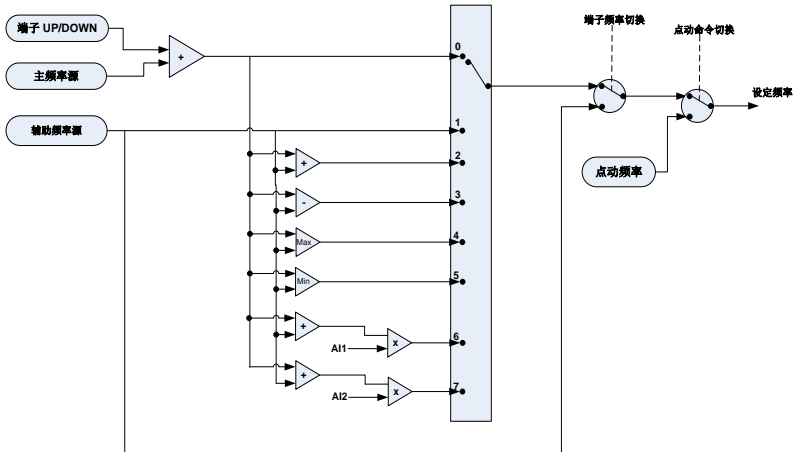 端子 UP/DOWN
主频率源
辅助频率源
+
0
1
+
2
-
3
Max
4
Min
5
+
AI1
x
6
+
AI2
x
7
端子频率切换
点动命令切换
设定频率
点动频率